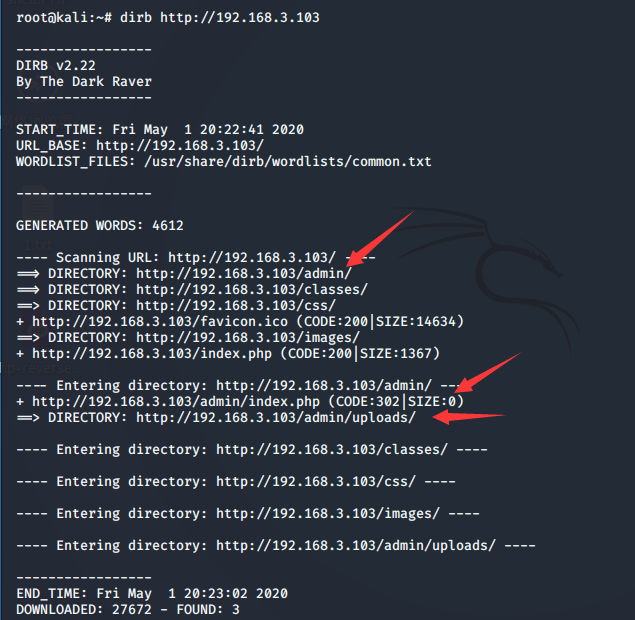 root@kali:~# dirb http://192.168.3.103
-----------------
DIRB v2.22
By The Dark Raver
-----------------
START_TIME: Fri May  1 20:22:41 2020
URL_BASE: http://192.168.3.103/
WORDLIST_FILES: /usr/share/dirb/wordlists/common.txt
-----------------
GENERATED WORDS: 4612
---- Scanning URL: http://192.168.3.103/ ----
==> DIRECTORY: http://192.168.3.103/admin/
==> DIRECTORY: http://192.168.3.103/classes/
==> DIRECTORY: http://192.168.3.103/css/
+ http://192.168.3.103/favicon.ico (CODE:200|SIZE:14634)
==> DIRECTORY: http://192.168.3.103/images/
+ http://192.168.3.103/index.php (CODE:200|SIZE:1367)
---- Entering directory: http://192.168.3.103/admin/ ----
+ http://192.168.3.103/admin/index.php (CODE:302|SIZE:0)
==> DIRECTORY: http://192.168.3.103/admin/uploads/
---- Entering directory: http://192.168.3.103/classes/ ----
---- Entering directory: http://192.168.3.103/css/ ----
---- Entering directory: http://192.168.3.103/images/ ----
---- Entering directory: http://192.168.3.103/admin/uploads/ ----
-----------------
END_TIME: Fri May  1 20:23:02 2020
DOWNLOADED: 27672 - FOUND: 3